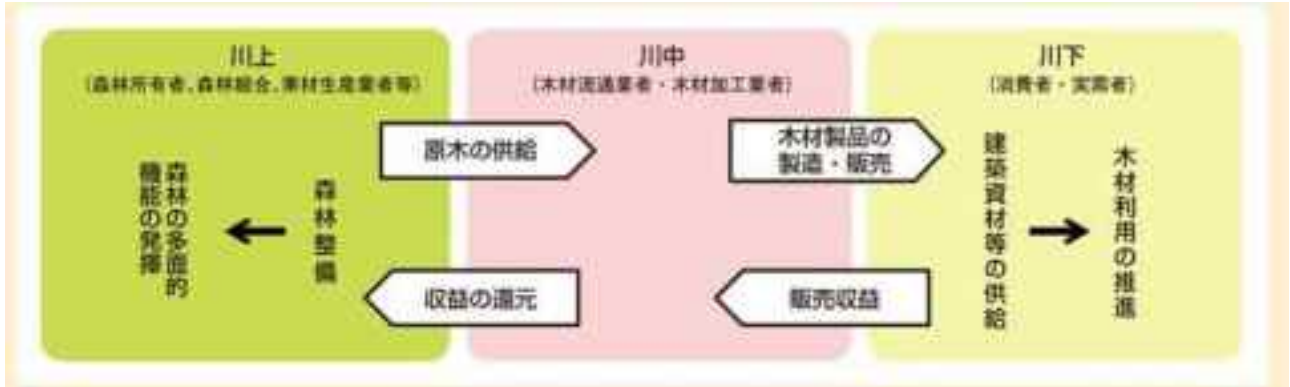 川上
(森林所有者、森林組合、素材生産業者等)
原木の供給
森林整備
森林の多面的
機能の発揮
収益の還元
川中
(木材流通業者・木材加工業者)
木材製品の
製造・販売
販売収益
川下
(消費者・実需者)
建築資材等の供給
木材利用の推進